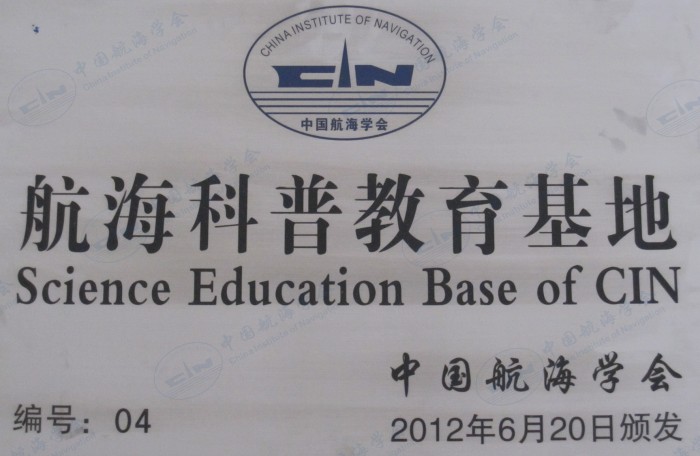 CHINA INSTITUTE OF NAVIGATION
CIN
中国航海学会
航海科普教育基地
Science Education Base of CIN
中国航海学会
编号：04
2012年6月20日颁发